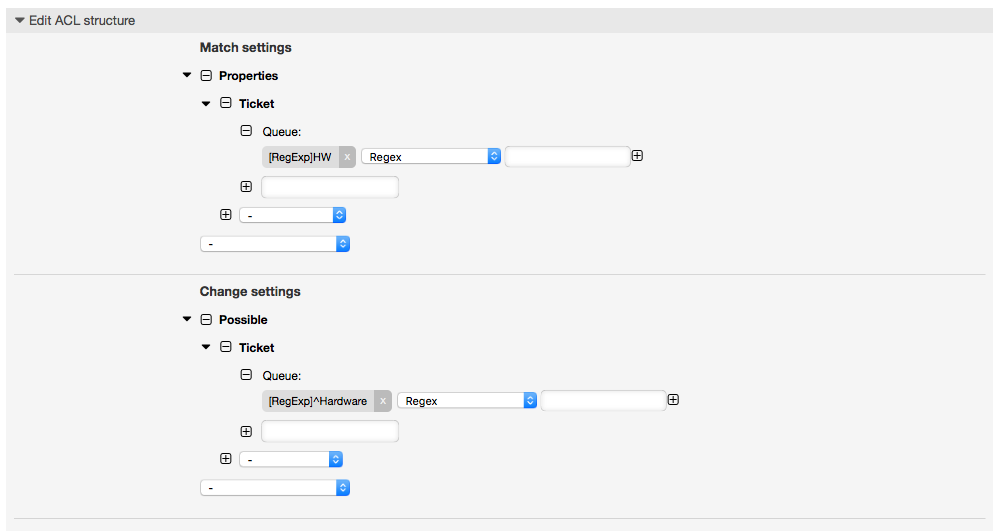 Edit ACL structure
Match settings
Properties
Ticket
Queue:
[RegExp]HW x Regex
-
-
Change settings
Possible
Ticket
Queue:
[RegExp]^Hardware x Regex
-
-